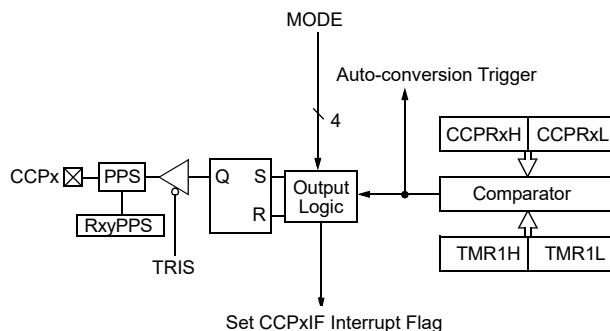 MODE
Auto-conversion Trigger
4
CCPRxH CCPRxL
CCPx PPS Q S Output Logic Comparator
R
RxyPPS
TMR1H TMR1L
TRIS
Set CCPxIF Interrupt Flag